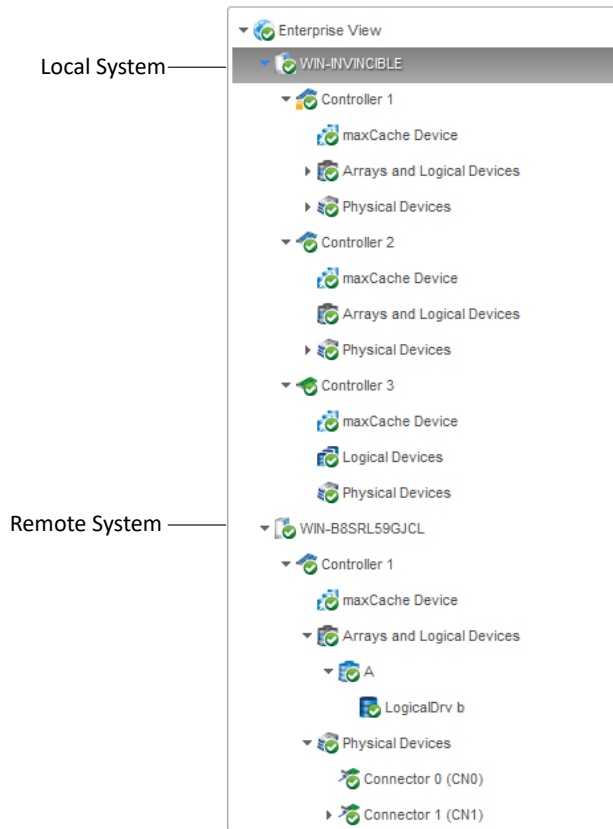 Enterprise View
Local System
WIN-INVINCIBLE
Controller 1
maxCache Device
Arrays and Logical Devices
Physical Devices
Controller 2
maxCache Device
Arrays and Logical Devices
Physical Devices
Controller 3
maxCache Device
Logical Devices
Physical Devices
Remote System
WIN-B8SRL59GJCL
Controller 1
maxCache Device
Arrays and Logical Devices
A
LogicalDrv b
Physical Devices
Connector 0 (CN0)
Connector 1 (CN1)